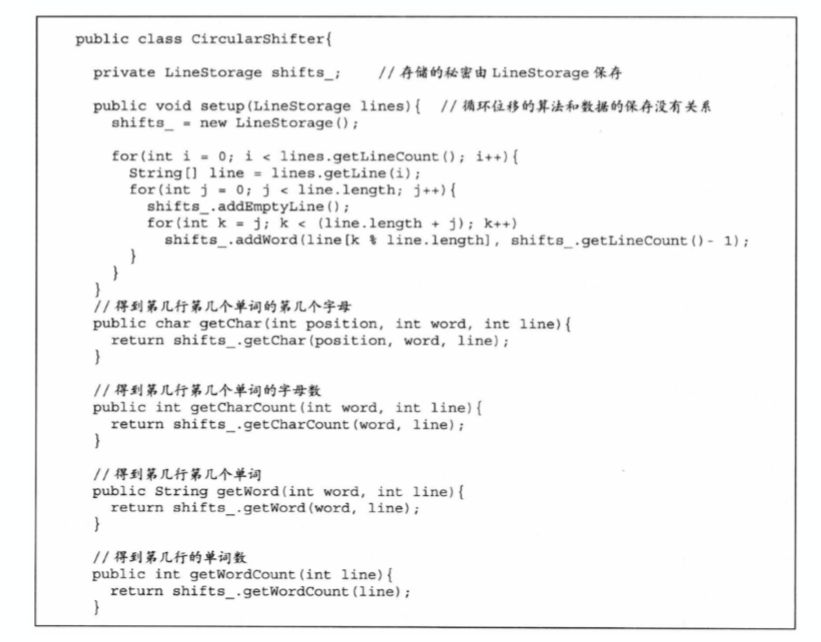 public class CircularShifter{
private LineStorage shifts_; //存储的秘密由 LineStorage 保存
public void setup(LineStorage lines){ //循环位移的算法和数据的保存没有关系
shifts_ = new LineStorage();
for(int i = 0; i < lines.getLineCount(); i++){
String[] line = lines.getLine(i);
for(int j = 0; j < line.length; j++){
shifts_.addEmptyLine();
for(int k = j; k < (line.length + j); k++)
shifts_.addWord(line[k % line.length], shifts_.getLineCount()- 1);
}
}
}
//得到第几行第几个单词的第几个字母
public char getChar(int position, int word, int line){
return shifts_.getChar(position, word, line);
}
//得到第几行第几个单词的字母数
public int getCharCount(int word, int line){
return shifts_.getCharCount(word, line);
}
//得到第几行第几个单词
public String getWord(int word, int line){
return shifts_.getWord(word, line);
}
//得到第几行的单词数
public int getWordCount(int line){
return shifts_.getWordCount(line);
}